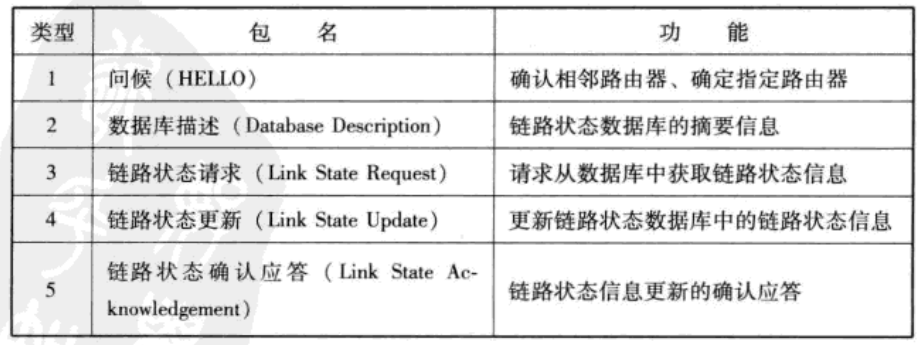 类型 包 名 功 能
1 问候（HELLO） 确认相邻路由器、确定指定路由器
2 数据库描述（Database Description） 链路状态数据库的摘要信息
3 链路状态请求（Link State Request） 请求从数据库中获取链路状态信息
4 链路状态更新（Link State Update） 更新链路状态数据库中的链路状态信息
5 链路状态确认应答（Link State Ac-
knowledgement） 链路状态信息更新的确认应答